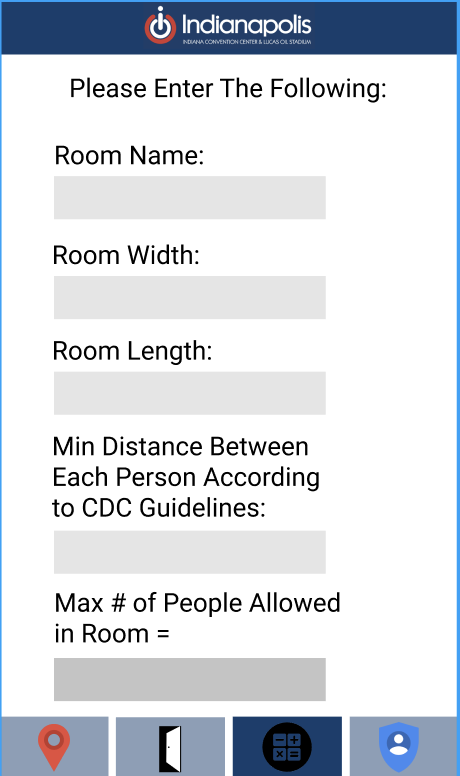 Indianapolis
INDIANA CONVENTION CENTER & LUCAS OIL STADIUM
Please Enter The Following:
Room Name:
Room Width:
Room Length:
Min Distance Between
Each Person According
to CDC Guidelines:
Max # of People Allowed
in Room =